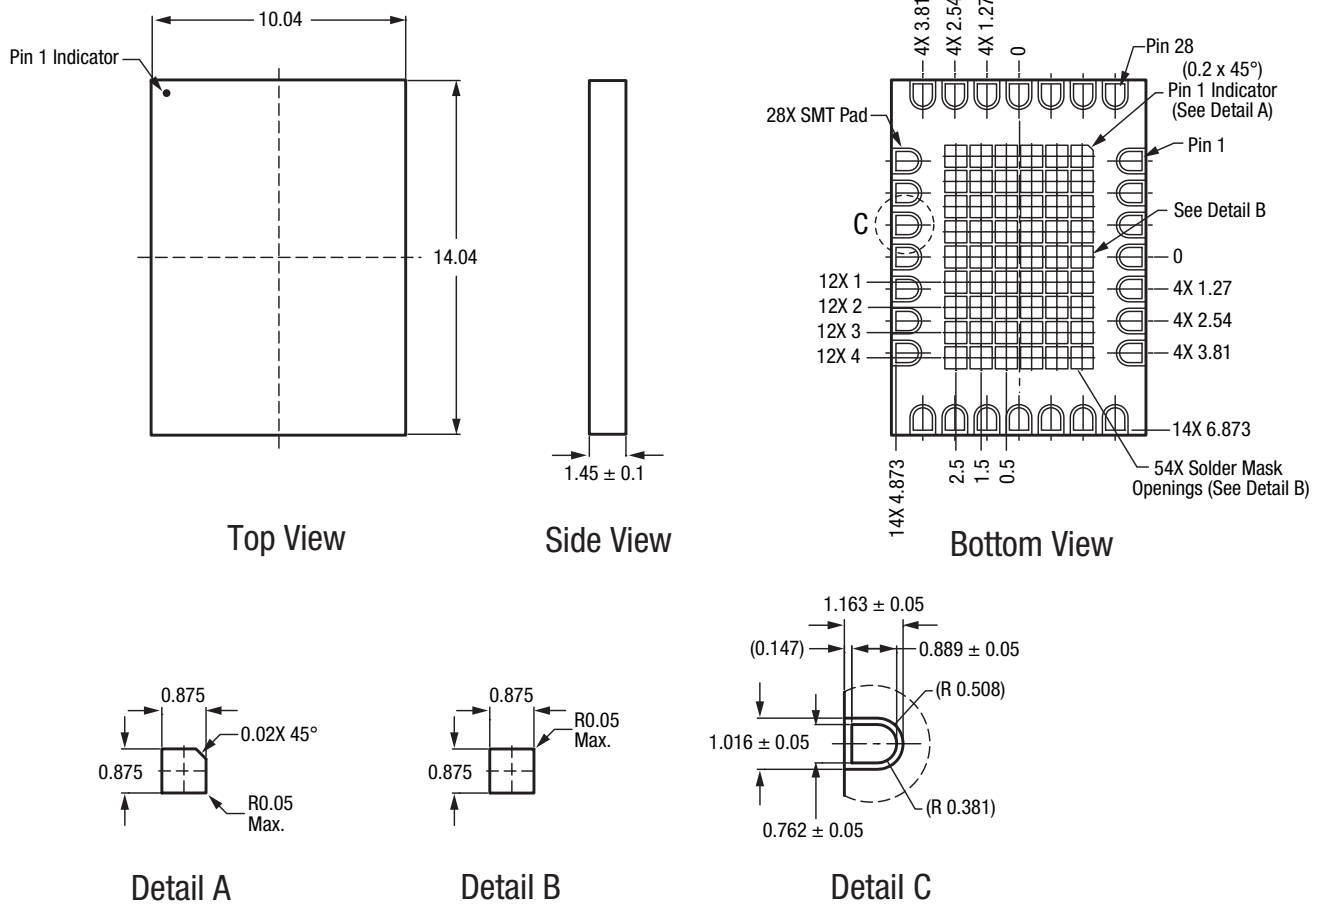 10.04
Pin 1 Indicator
14.04
1.45 ± 0.1
4X 3.81
4X 2.54
4X 1.27
0
Pin 28
(0.2 x 45°)
Pin 1 Indicator
(See Detail A)
28X SMT Pad
Pin 1
C
See Detail B
0
12X 1
4X 1.27
12X 2
4X 2.54
12X 3
12X 4
4X 3.81
14X 6.873
14X 4.873
2.5
1.5
0.5
54X Solder Mask
Openings (See Detail B)
Top View
Side View
Bottom View
0.875
0.02X 45°
0.875
R0.05
Max.
Detail A
0.875
R0.05
Max.
0.875
Detail B
1.163 ± 0.05
(0.147)
0.889 ± 0.05
(R 0.508)
1.016 ± 0.05
(R 0.381)
0.762 ± 0.05
Detail C